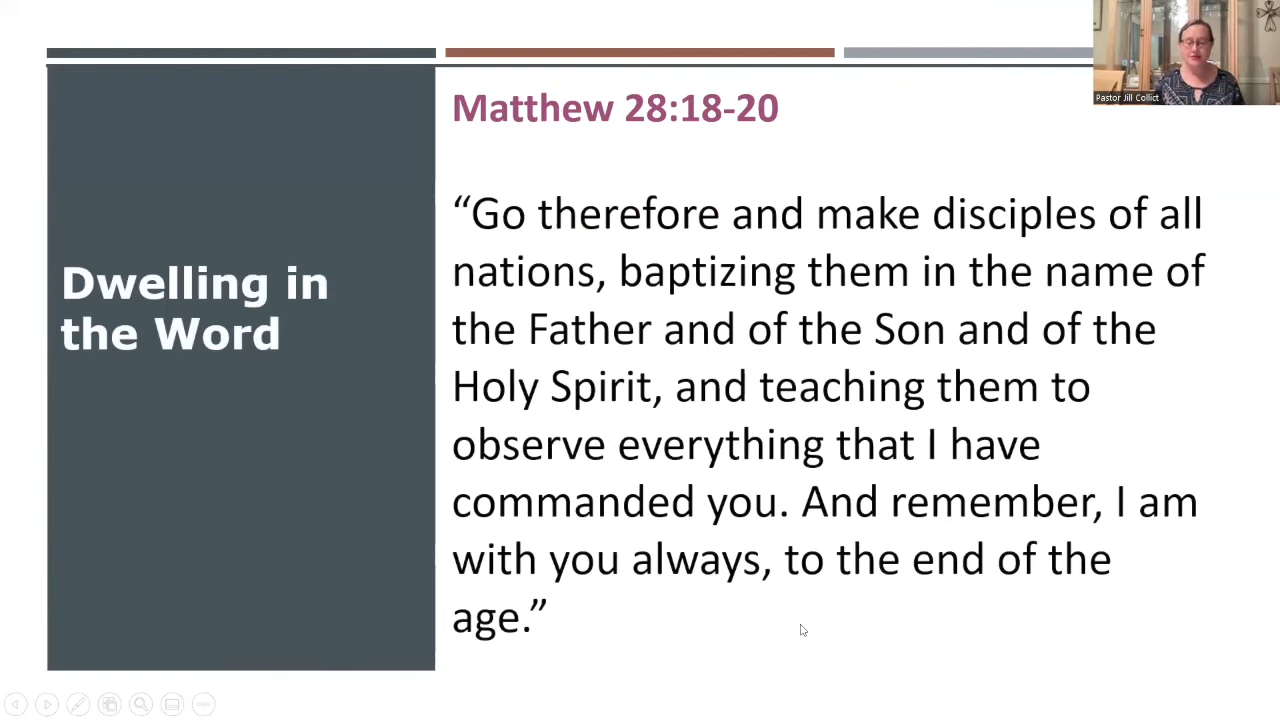 Pastor Jill Collict
Matthew 28:18-20
Dwelling in
the Word
“Go therefore and make disciples of all
nations, baptizing them in the name of
the Father and of the Son and of the
Holy Spirit, and teaching them to
observe everything that I have
commanded you. And remember, I am
with you always, to the end of the
age.”